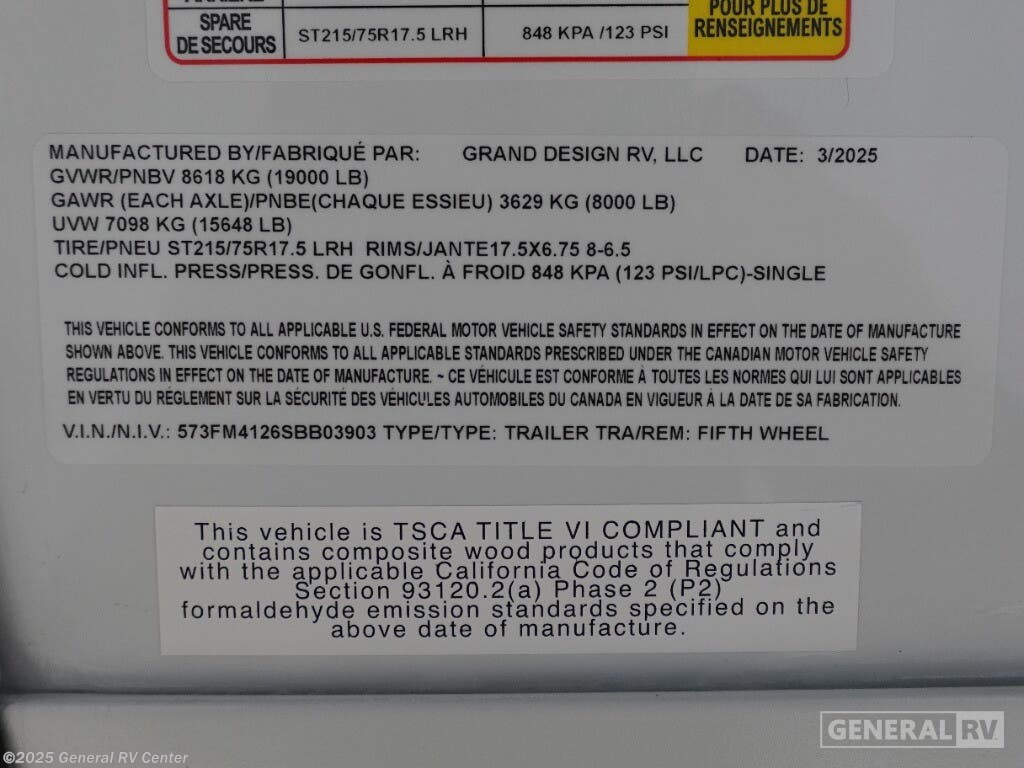 ARRIÈRE
SPARE
DE SECOURS
ST215/75R17.5 LRH
848 KPA /123 PSI
POUR PLUS DE
RENSEIGNEMENTS
MANUFACTURED BY/FABRIQUÉ PAR: GRAND DESIGN RV, LLC DATE: 3/2025
GVWR/PNBV 8618 KG (19000 LB)
GAWR (EACH AXLE)/PNBE(CHAQUE ESSIEU) 3629 KG (8000 LB)
UVW 7098 KG (15648 LB)
TIRE/PNEU ST215/75R17.5 LRH RIMS/JANTE17.5X6.75 8-6.5
COLD INFL. PRESS/PRESS. DE GONFL. À FROID 848 KPA (123 PSI/LPC)-SINGLE
THIS VEHICLE CONFORMS TO ALL APPLICABLE U.S. FEDERAL MOTOR VEHICLE SAFETY STANDARDS IN EFFECT ON THE DATE OF MANUFACTURE
SHOWN ABOVE. THIS VEHICLE CONFORMS TO ALL APPLICABLE STANDARDS PRESCRIBED UNDER THE CANADIAN MOTOR VEHICLE SAFETY
REGULATIONS IN EFFECT ON THE DATE OF MANUFACTURE. ~ CE VÉHICULE EST CONFORME À TOUTES LES NORMES QUI LUI SONT APPLICABLES
EN VERTU DU RÉGLEMENT SUR LA SÉCURITÉ DES VÉHICULES AUTOMOBILES DU CANADA EN VIGUEUR À LA DATE DE SA FABRICATION.
V.I.N./N.I.V.: 573FM4126SBB03903 TYPE/TYPE: TRAILER TRA/REM: FIFTH WHEEL
This vehicle is TSCA TITLE VI COMPLIANT and
contains composite wood products that comply
with the applicable California Code of Regulations
Section 93120.2(a) Phase 2 (P2)
formaldehyde emission standards specified on the
above date of manufacture.
GENERAL RV
©2025 General RV Center